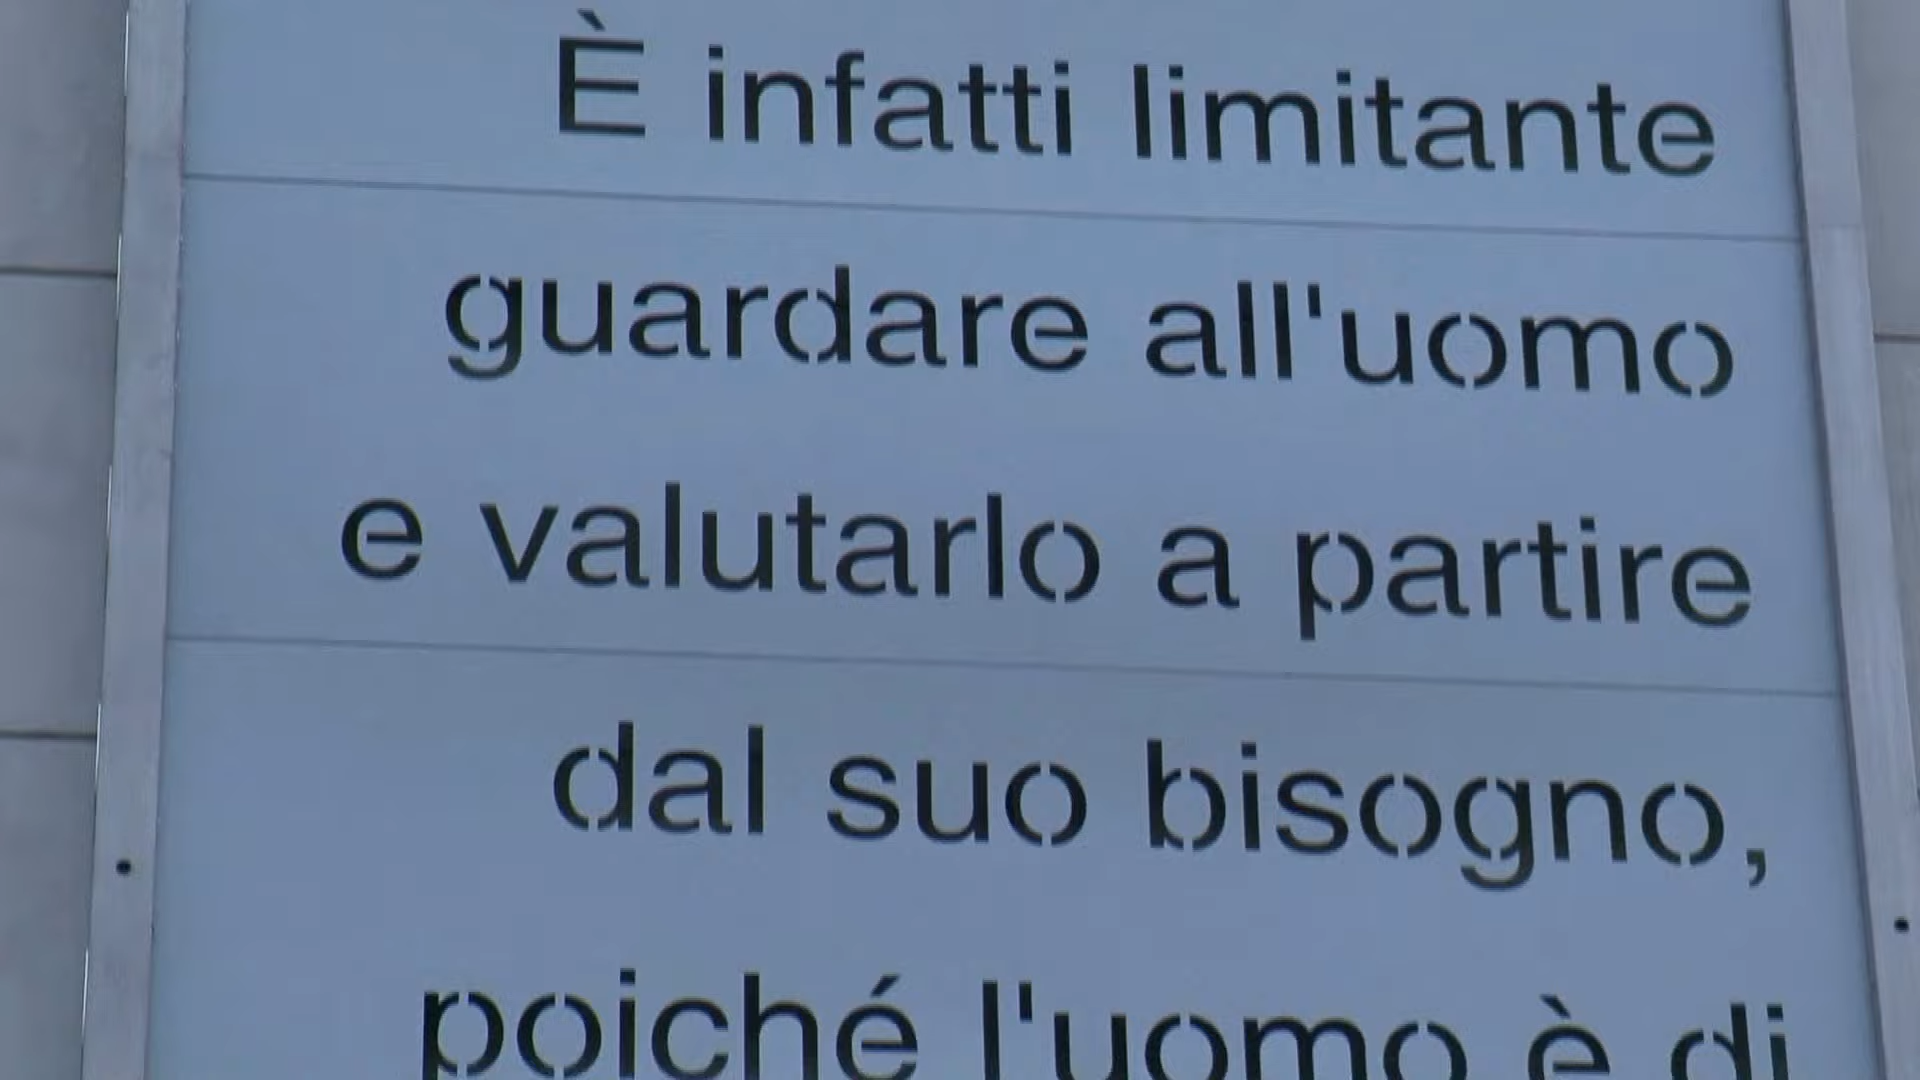 È infatti limitante
guardare all'uomo
e valutarlo a partire
dal suo bisogno,
poiché l'uomo è di